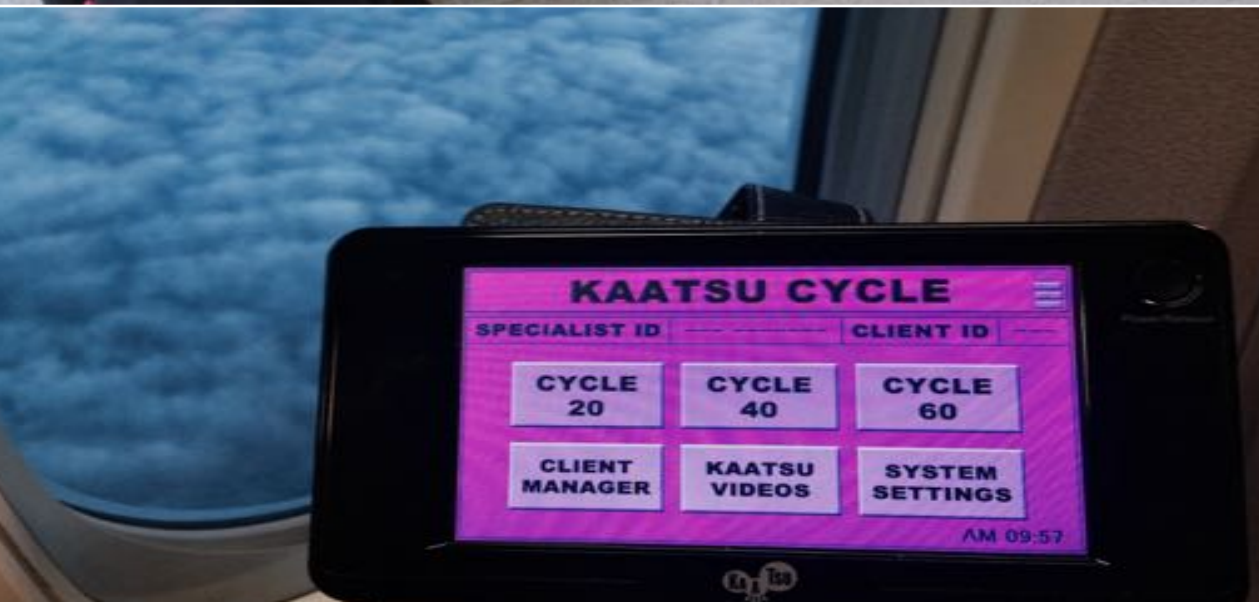 KAATSU CYCLE
SPECIALIST ID --- ------- CLIENT ID ---
CYCLE 20
CYCLE 40
CYCLE 60
CLIENT MANAGER
KAATSU VIDEOS
SYSTEM SETTINGS
AM 09:57
KAATSU